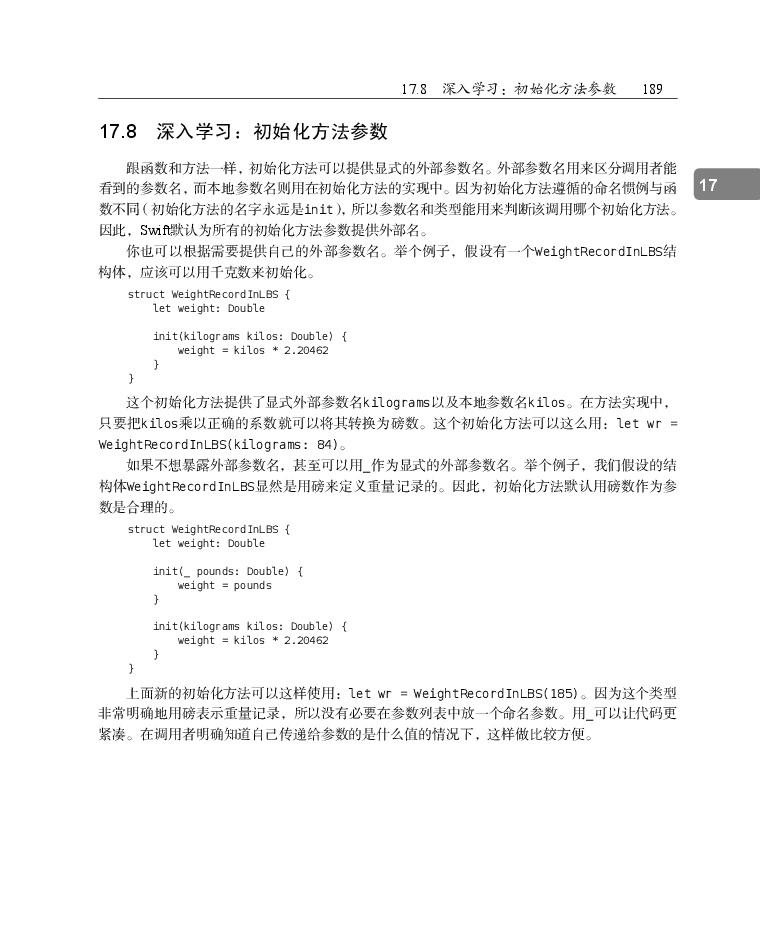 17.8 深入学习：初始化方法参数 189
17.8 深入学习：初始化方法参数
跟函数和方法一样，初始化方法可以提供显式的外部参数名。外部参数名用来区分调用者能
看到的参数名，而本地参数名则用在初始化方法的实现中。因为初始化方法遵循的命名惯例与函
17
数不同（初始化方法的名字永远是init），所以参数名和类型能用来判断该调用哪个初始化方法。
因此，Swift默认为所有的初始化方法参数提供外部名。
你也可以根据需要提供自己的外部参数名。举个例子，假设有一个WeightRecordInLBS结
构体，应该可以用千克数来初始化。
struct WeightRecordInLBS {
let weight: Double
init(kilograms kilos: Double) {
weight = kilos * 2.20462
}
}
这个初始化方法提供了显式外部参数名kilograms以及本地参数名kilos。在方法实现中，
只要把kilos乘以正确的系数就可以将其转换为磅数。这个初始化方法可以这么用：let wr =
WeightRecordInLBS(kilograms: 84)。
如果不想暴露外部参数名，甚至可以用_作为显式的外部参数名。举个例子，我们假设的结
构体WeightRecordInLBS显然是用磅来定义重量记录的。因此，初始化方法默认用磅数作为参
数是合理的。
struct WeightRecordInLBS {
let weight: Double
init(_ pounds: Double) {
weight = pounds
}
init(kilograms kilos: Double) {
weight = kilos * 2.20462
}
}
上面新的初始化方法可以这样使用：let wr = WeightRecordInLBS(185)。因为这个类型
非常明确地用磅表示重量记录，所以没有必要在参数列表中放一个命名参数。用_可以让代码更
紧凑。在调用者明确知道自己传递给参数的是什么值的情况下，这样做比较方便。